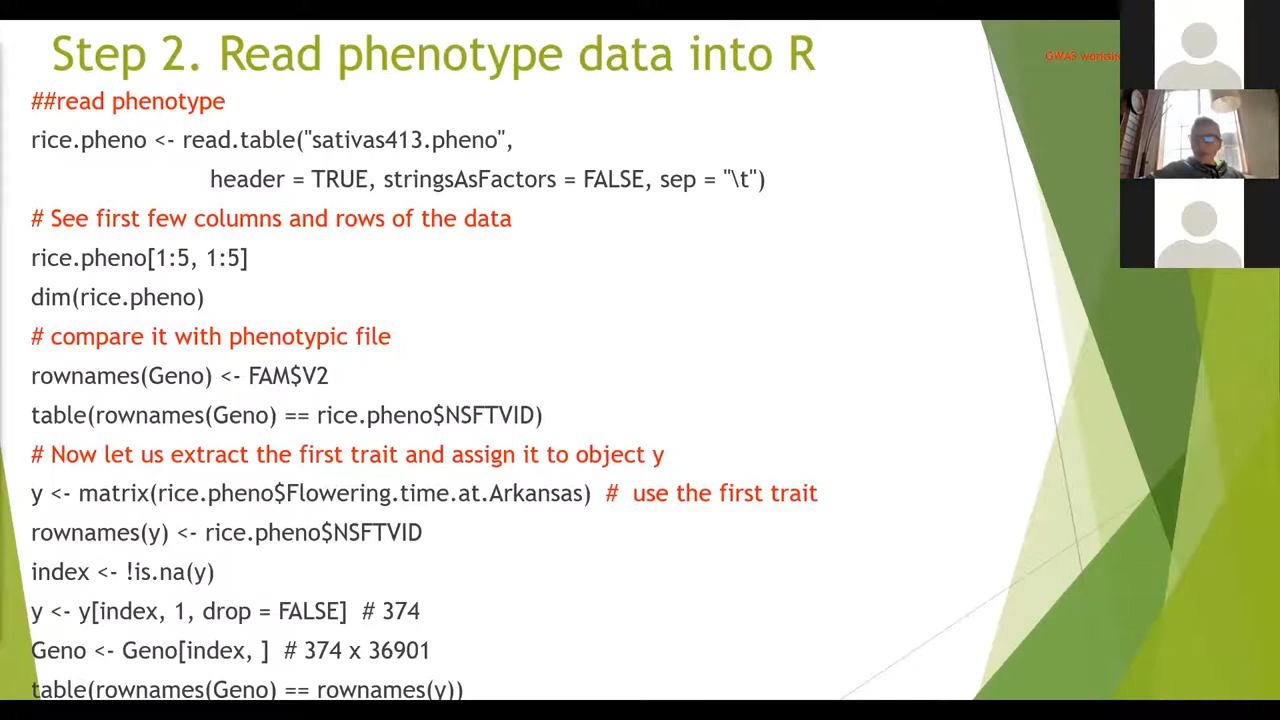 Step 2. Read phenotype data into R
GWAS
##read phenotype
rice.pheno <- read.table("sativas413.pheno",
header = TRUE, stringsAsFactors = FALSE, sep = "\t")
# See first few columns and rows of the data
rice.pheno[1:5, 1:5]
dim(rice.pheno)
# compare it with phenotypic file
rownames(Geno) <- FAM$V2
table(rownames(Geno) == rice.pheno$NSFTVID)
# Now let us extract the first trait and assign it to object y
y <- matrix(rice.pheno$Flowering.time.at.Arkansas) # use the first trait
rownames(y) <- rice.pheno$NSFTVID
index <- !is.na(y)
y <- y[index, 1, drop = FALSE] # 374
Geno <- Geno[index, ] # 374 x 36901
table(rownames(Geno) == rownames(y))